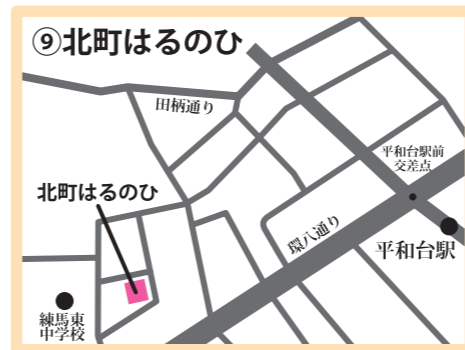 ⑨北町はるのひ
田柄通り
平和台駅前
交差点
北町はるのひ
環八通り
平和台駅
練馬東
中学校